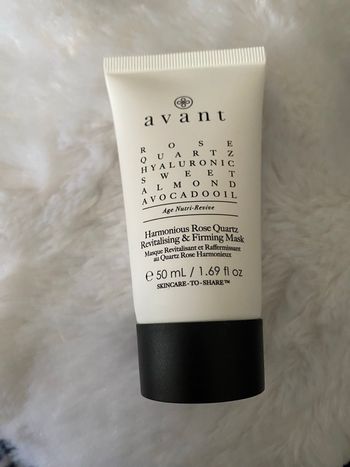 avant
ROSE
QUARTZ
HYALURONIC
SWEET
ALMOND
AVOCADOOIL
Age Nutri-Revive
Harmonious Rose Quartz
Revitalising & Firming Mask
Masque Revitalisant et Raffermissant
au Quartz Rose Harmonieux
℮ 50 mL / 1.69 fl oz
SKINCARE-TO-SHARE™